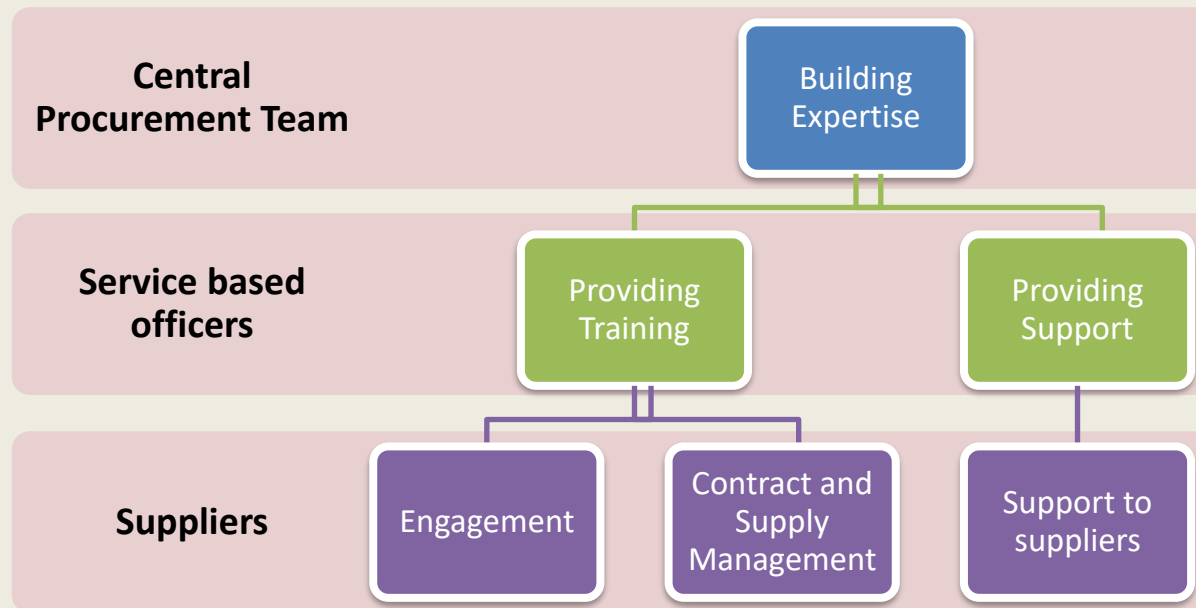 Central
Procurement Team
Building
Expertise
Service based
officers
Providing
Training
Providing
Support
Suppliers
Engagement
Contract and
Supply
Management
Support to
suppliers